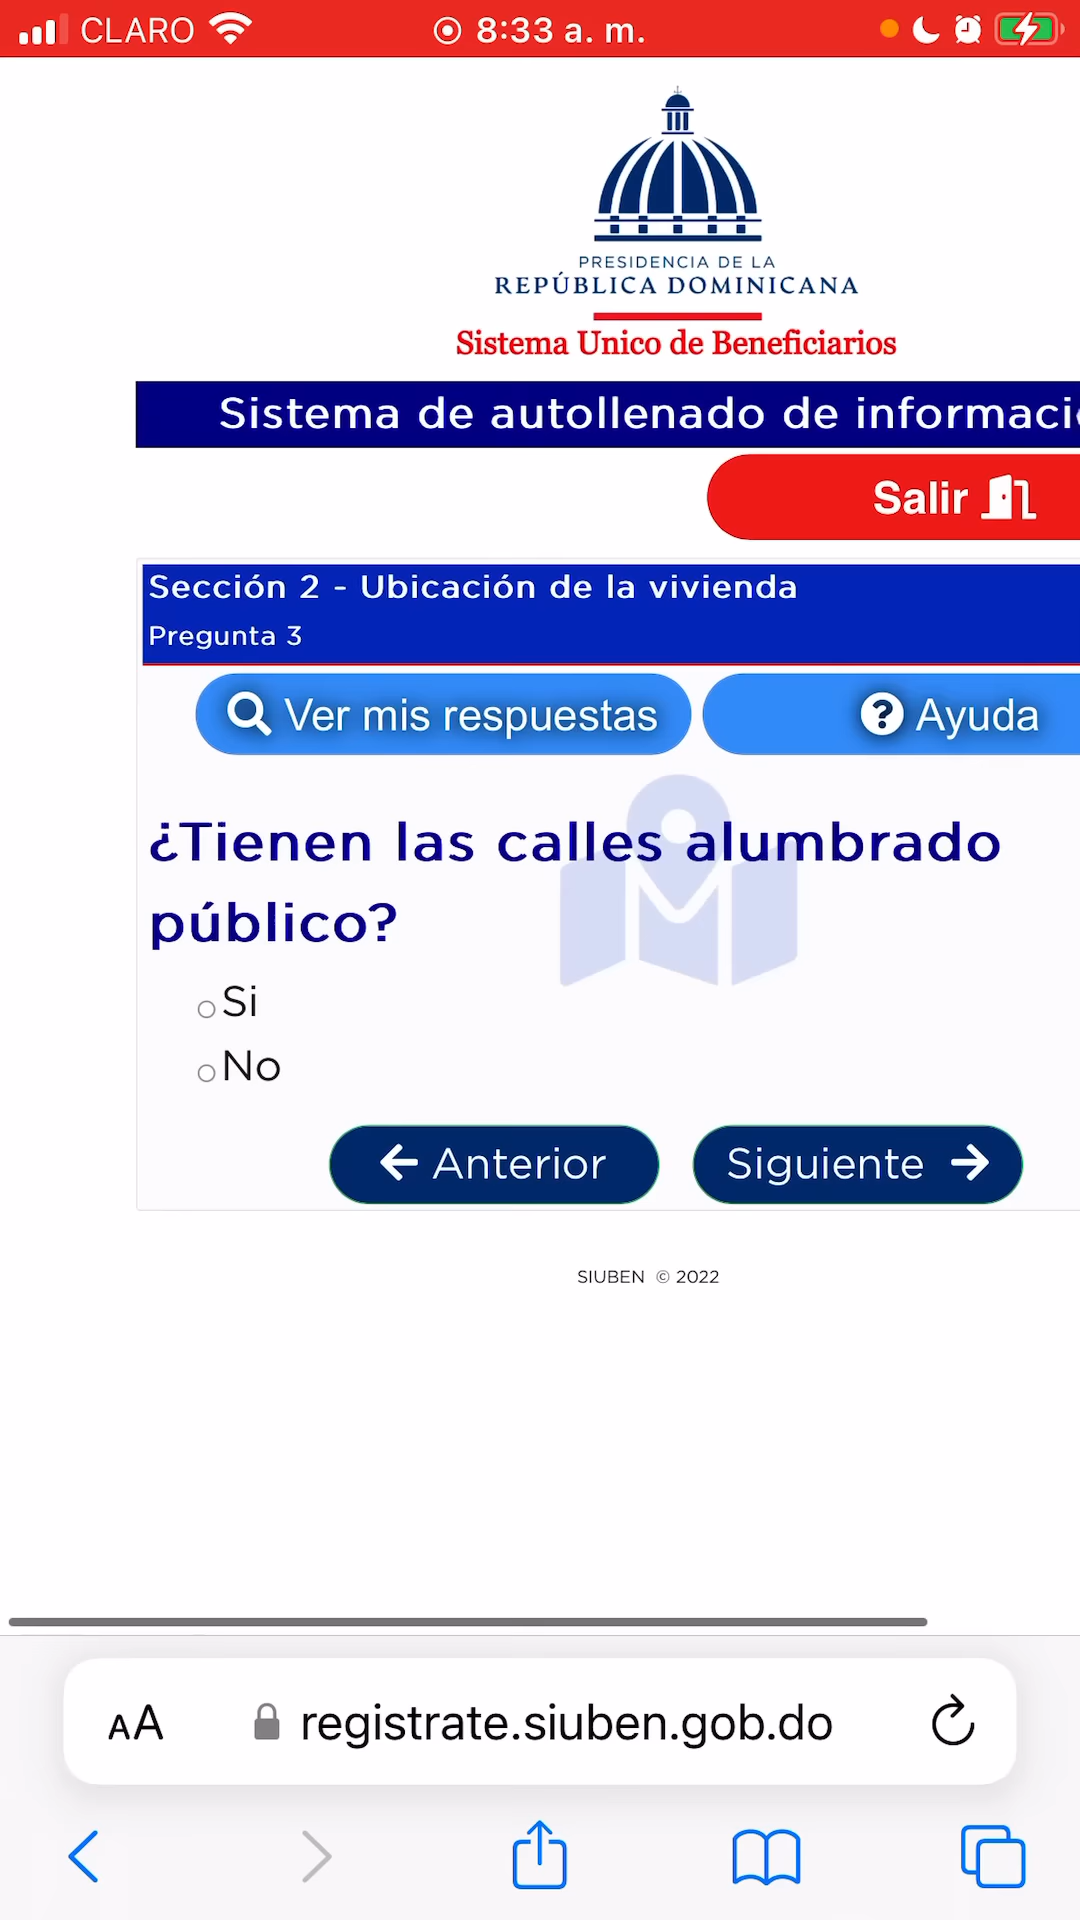 CLARO
8:33 a. m.
PRESIDENCIA DE LA
REPÚBLICA DOMINICANA
Sistema Unico de Beneficiarios
Sistema de autollenado de informaci
Salir
Sección 2 - Ubicación de la vivienda
Pregunta 3
Ver mis respuestas
? Ayuda
¿Tienen las calles alumbrado
público?
Si
No
Anterior
Siguiente
SIUBEN © 2022
AA
registrate.siuben.gob.do